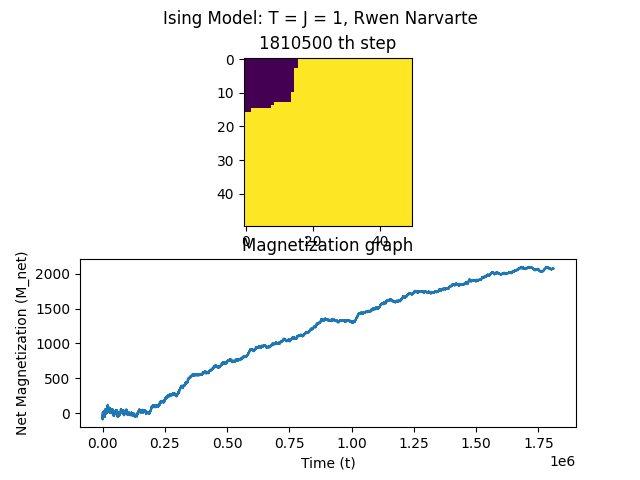 Ising Model: T = J = 1, Rwen Narvarte
1810500 th step
0
10
20
30
40
0 20 40
Magnetization graph
Net Magnetization (M_net)
2000
1500
1000
500
0
0.00 0.25 0.50 0.75 1.00 1.25 1.50 1.75
1e6
Time (t)